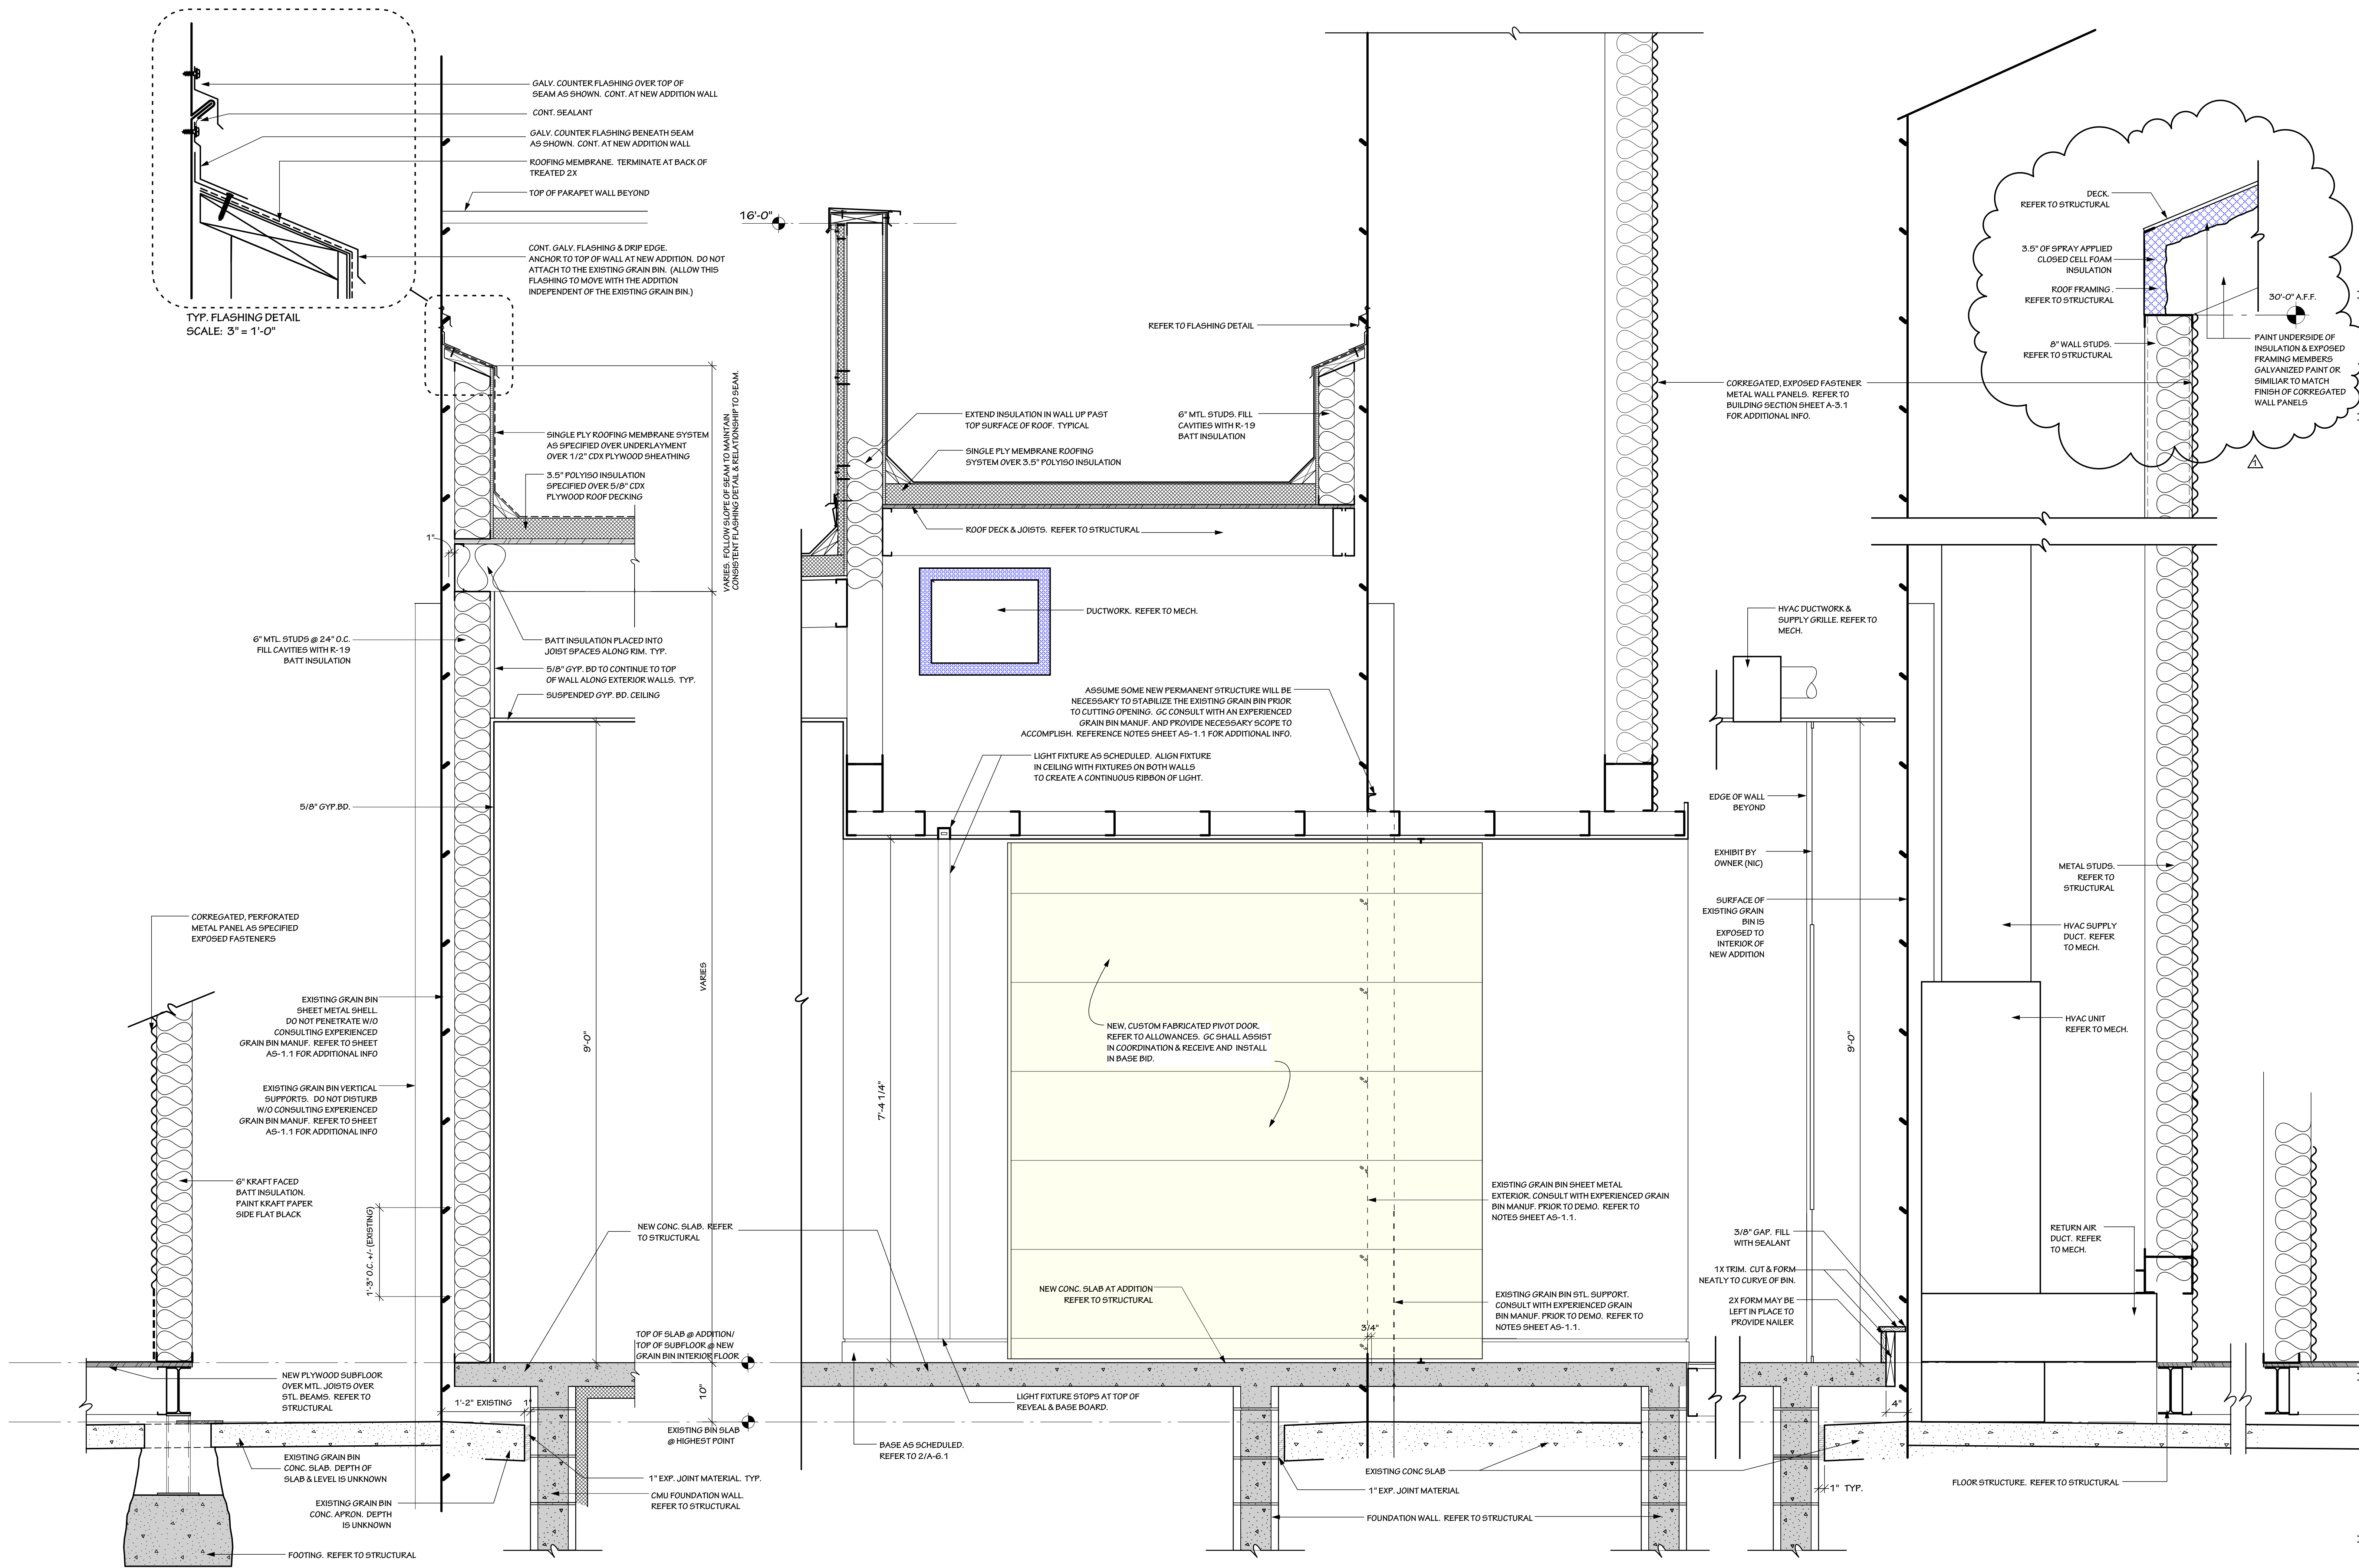 GALV. COUNTER FLASHING OVER TOP OF
SEAM AS SHOWN. CONT. AT NEW ADDITION WALL
CONT. SEALANT
GALV. COUNTER FLASHING BENEATH SEAM
AS SHOWN. CONT. AT NEW ADDITION WALL
ROOFING MEMBRANE. TERMINATE AT BACK OF
TREATED 2X
TOP OF PARAPET WALL BEYOND
CONT. GALV. FLASHING & DRIP EDGE.
ANCHOR TO TOP OF WALL AT NEW ADDITION. DO NOT
ATTACH TO THE EXISTING GRAIN BIN. (ALLOW THIS
FLASHING TO MOVE WITH THE ADDITION
INDEPENDENT OF THE EXISTING GRAIN BIN.)
TYP. FLASHING DETAIL
SCALE: 3" = 1'-0"
SINGLE PLY ROOFING MEMBRANE SYSTEM
AS SPECIFIED OVER UNDERLAYMENT
OVER 1/2" CDX PLYWOOD SHEATHING
3.5" POLYISO INSULATION
SPECIFIED OVER 5/8" CDX
PLYWOOD ROOF DECKING
1"
VARIES. FOLLOW SLOPE OF SEAM TO MAINTAIN
CONSISTENT FLASHING DETAIL & RELATIONSHIP TO SEAM.
6" MTL. STUDS @ 24" O.C.
FILL CAVITIES WITH R-19
BATT INSULATION
BATT INSULATION PLACED INTO
JOIST SPACES ALONG RIM. TYP.
5/8" GYP. BD TO CONTINUE TO TOP
OF WALL ALONG EXTERIOR WALLS. TYP.
SUSPENDED GYP. BD. CEILING
5/8" GYP.BD.
CORREGATED, PERFORATED
METAL PANEL AS SPECIFIED
EXPOSED FASTENERS
EXISTING GRAIN BIN
SHEET METAL SHELL.
DO NOT PENETRATE W/O
CONSULTING EXPERIENCED
GRAIN BIN MANUF. REFER TO SHEET
AS-1.1 FOR ADDITIONAL INFO
EXISTING GRAIN BIN VERTICAL
SUPPORTS. DO NOT DISTURB
W/O CONSULTING EXPERIENCED
GRAIN BIN MANUF. REFER TO SHEET
AS-1.1 FOR ADDITIONAL INFO
6" KRAFT FACED
BATT INSULATION.
PAINT KRAFT PAPER
SIDE FLAT BLACK
1'-3" O.C. +/- (EXISTING)
9'-0"
VARIES
NEW CONC. SLAB. REFER
TO STRUCTURAL
TOP OF SLAB @ ADDITION/
TOP OF SUBFLOOR @ NEW
GRAIN BIN INTERIOR FLOOR
10"
NEW PLYWOOD SUBFLOOR
OVER MTL. JOISTS OVER
STL. BEAMS. REFER TO
STRUCTURAL
1'-2" EXISTING
1"
EXISTING BIN SLAB
@ HIGHEST POINT
EXISTING GRAIN BIN
CONC. SLAB. DEPTH OF
SLAB & LEVEL IS UNKNOWN
EXISTING GRAIN BIN
CONC. APRON. DEPTH
IS UNKNOWN
1" EXP. JOINT MATERIAL. TYP.
CMU FOUNDATION WALL.
REFER TO STRUCTURAL
FOOTING. REFER TO STRUCTURAL
16'-0"
REFER TO FLASHING DETAIL
EXTEND INSULATION IN WALL UP PAST
TOP SURFACE OF ROOF. TYPICAL
6" MTL. STUDS. FILL
CAVITIES WITH R-19
BATT INSULATION
SINGLE PLY MEMBRANE ROOFING
SYSTEM OVER 3.5" POLYISO INSULATION
ROOF DECK & JOISTS. REFER TO STRUCTURAL
DUCTWORK. REFER TO MECH.
ASSUME SOME NEW PERMANENT STRUCTURE WILL BE
NECESSARY TO STABILIZE THE EXISTING GRAIN BIN PRIOR
TO CUTTING OPENING. GC CONSULT WITH AN EXPERIENCED
GRAIN BIN MANUF. AND PROVIDE NECESSARY SCOPE TO
ACCOMPLISH. REFERENCE NOTES SHEET AS-1.1 FOR ADDITIONAL INFO.
LIGHT FIXTURE AS SCHEDULED. ALIGN FIXTURE
IN CEILING WITH FIXTURES ON BOTH WALLS
TO CREATE A CONTINUOUS RIBBON OF LIGHT.
7'-4 1/4"
NEW, CUSTOM FABRICATED PIVOT DOOR.
REFER TO ALLOWANCES. GC SHALL ASSIST
IN COORDINATION & RECEIVE AND INSTALL
IN BASE BID.
EXISTING GRAIN BIN SHEET METAL
EXTERIOR. CONSULT WITH EXPERIENCED GRAIN
BIN MANUF. PRIOR TO DEMO. REFER TO
NOTES SHEET AS-1.1.
NEW CONC. SLAB AT ADDITION
REFER TO STRUCTURAL
EXISTING GRAIN BIN STL. SUPPORT.
CONSULT WITH EXPERIENCED GRAIN
BIN MANUF. PRIOR TO DEMO. REFER TO
NOTES SHEET AS-1.1.
3/4"
LIGHT FIXTURE STOPS AT TOP OF
REVEAL & BASE BOARD.
BASE AS SCHEDULED.
REFER TO 2/A-6.1
EXISTING CONC SLAB
1" EXP. JOINT MATERIAL
FOUNDATION WALL. REFER TO STRUCTURAL
CORREGATED, EXPOSED FASTENER
METAL WALL PANELS. REFER TO
BUILDING SECTION SHEET A-3.1
FOR ADDITIONAL INFO.
DECK.
REFER TO STRUCTURAL
3.5" OF SPRAY APPLIED
CLOSED CELL FOAM
INSULATION
ROOF FRAMING .
REFER TO STRUCTURAL
30'-0" A.F.F.
8" WALL STUDS.
REFER TO STRUCTURAL
PAINT UNDERSIDE OF
INSULATION & EXPOSED
FRAMING MEMBERS
GALVANIZED PAINT OR
SIMILIAR TO MATCH
FINISH OF CORREGATED
WALL PANELS
1
HVAC DUCTWORK &
SUPPLY GRILLE. REFER TO
MECH.
EDGE OF WALL
BEYOND
EXHIBIT BY
OWNER (NIC)
SURFACE OF
EXISTING GRAIN
BIN IS
EXPOSED TO
INTERIOR OF
NEW ADDITION
9'-0"
METAL STUDS.
REFER TO
STRUCTURAL
HVAC SUPPLY
DUCT. REFER
TO MECH.
HVAC UNIT
REFER TO MECH.
RETURN AIR
DUCT. REFER
TO MECH.
3/8" GAP. FILL
WITH SEALANT
1X TRIM. CUT & FORM
NEATLY TO CURVE OF BIN.
2X FORM MAY BE
LEFT IN PLACE TO
PROVIDE NAILER
4"
1" TYP.
FLOOR STRUCTURE. REFER TO STRUCTURAL